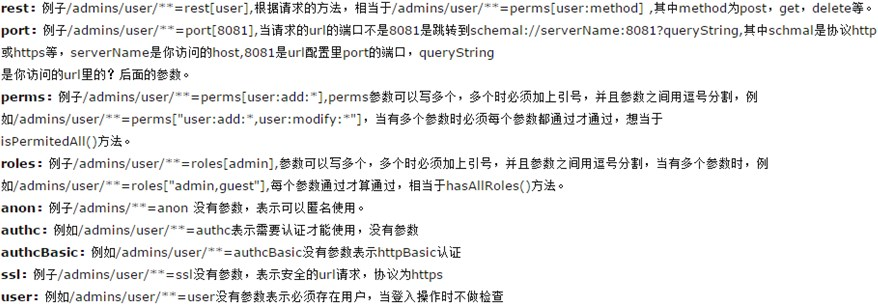 rest：例子/admins/user/**=rest[user],根据请求的方法，相当于/admins/user/**=perms[user:method] ,其中method为post，get，delete等。
port：例子/admins/user/**=port[8081],当请求的url的端口不是8081是跳转到schemal://serverName:8081?queryString,其中schmal是协议http
或https等，serverName是你访问的host,8081是url配置里port的端口，queryString
是你访问的url里的？后面的参数。
perms：例子/admins/user/**=perms[user:add:*],perms参数可以写多个，多个时必须加上引号，并且参数之间用逗号分割，例
如/admins/user/**=perms["user:add:*,user:modify:*"]，当有多个参数时必须每个参数都通过才通过，想当于
isPermitedAll()方法。
roles：例子/admins/user/**=roles[admin],参数可以写多个，多个时必须加上引号，并且参数之间用逗号分割，当有多个参数时，例
如/admins/user/**=roles["admin,guest"],每个参数通过才算通过，相当于hasAllRoles()方法。
anon：例子/admins/user/**=anon 没有参数，表示可以匿名使用。
authc：例如/admins/user/**=authc表示需要认证才能使用，没有参数
authcBasic：例如/admins/user/**=authcBasic没有参数表示httpBasic认证
ssl：例子/admins/user/**=ssl没有参数，表示安全的url请求，协议为https
user：例如/admins/user/**=user没有参数表示必须存在用户，当登入操作时不做检查